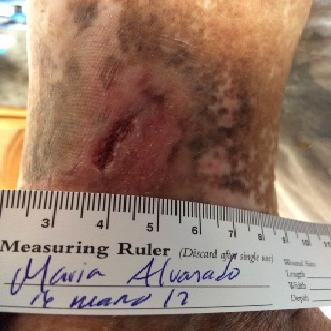 3 4 5 6 7 8 9 10
Measuring Ruler (Discard after single use)
Wound Size
Length
Width
Depth
Maria Alvarado